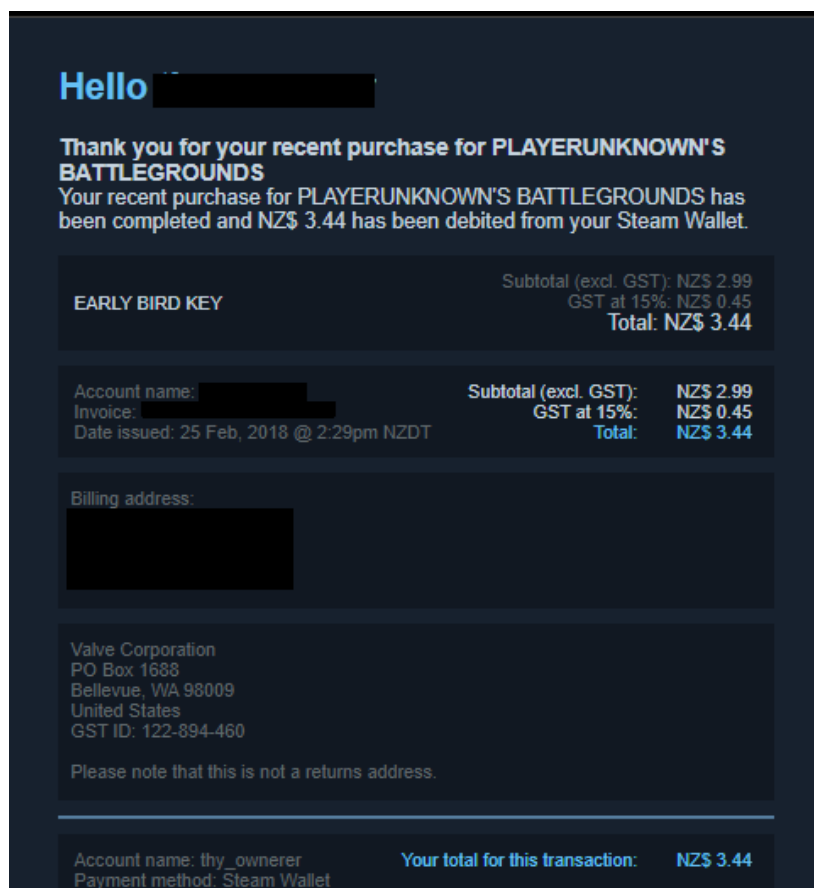 Hello
Thank you for your recent purchase for PLAYERUNKNOWN'S
BATTLEGROUNDS
Your recent purchase for PLAYERUNKNOWN'S BATTLEGROUNDS has
been completed and NZ$ 3.44 has been debited from your Steam Wallet.
EARLY BIRD KEY
Subtotal (excl. GST): NZ$ 2.99
GST at 15%: NZ$ 0.45
Total: NZ$ 3.44
Account name:
Invoice:
Date issued: 25 Feb, 2018 @ 2:29pm NZDT
Subtotal (excl. GST): NZ$ 2.99
GST at 15%: NZ$ 0.45
Total: NZ$ 3.44
Billing address:
Valve Corporation
PO Box 1688
Bellevue, WA 98009
United States
GST ID: 122-894-460
Please note that this is not a returns address.
Account name: thy_ownerer
Payment method: Steam Wallet
Your total for this transaction: NZ$ 3.44